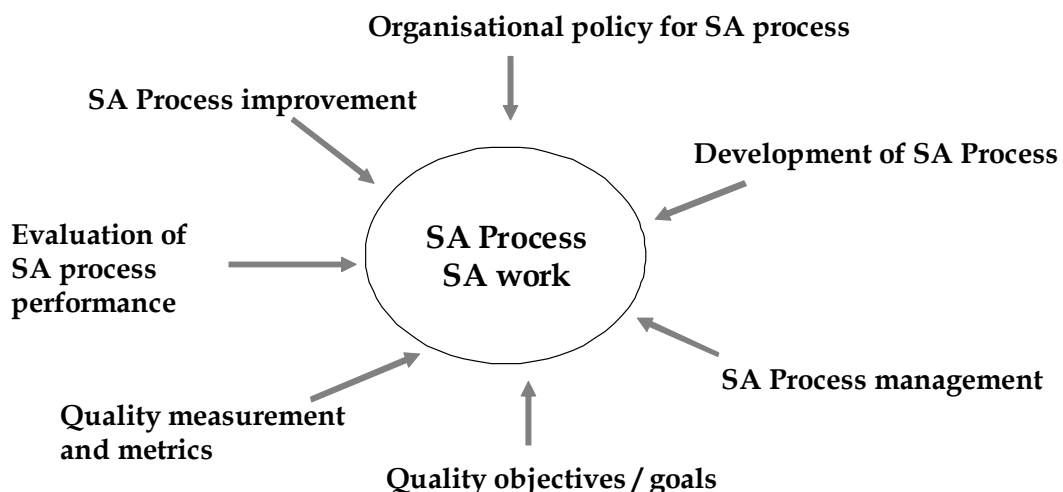 Organisational policy for SA process
SA Process improvement
Development of SA Process
Evaluation of
SA process
performance
SA Process
SA work
SA Process management
Quality measurement
and metrics
Quality objectives / goals